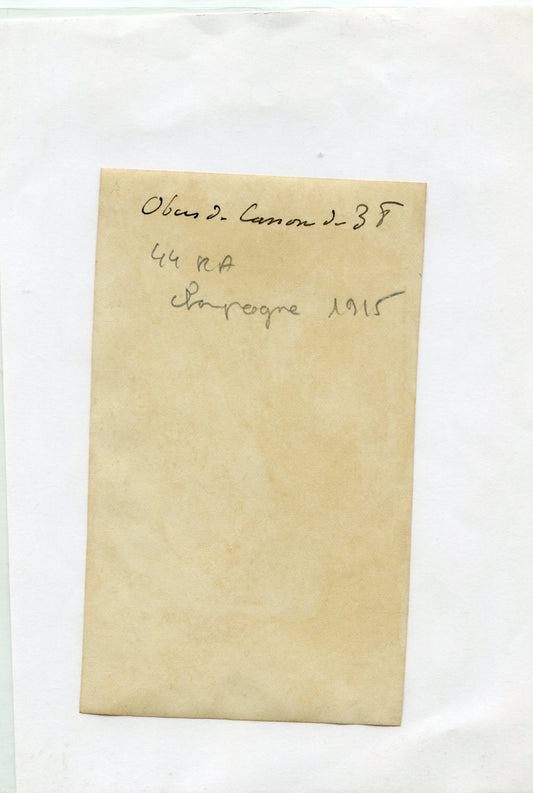 Obus de Canon de 38
44 RA
Champagne 1915